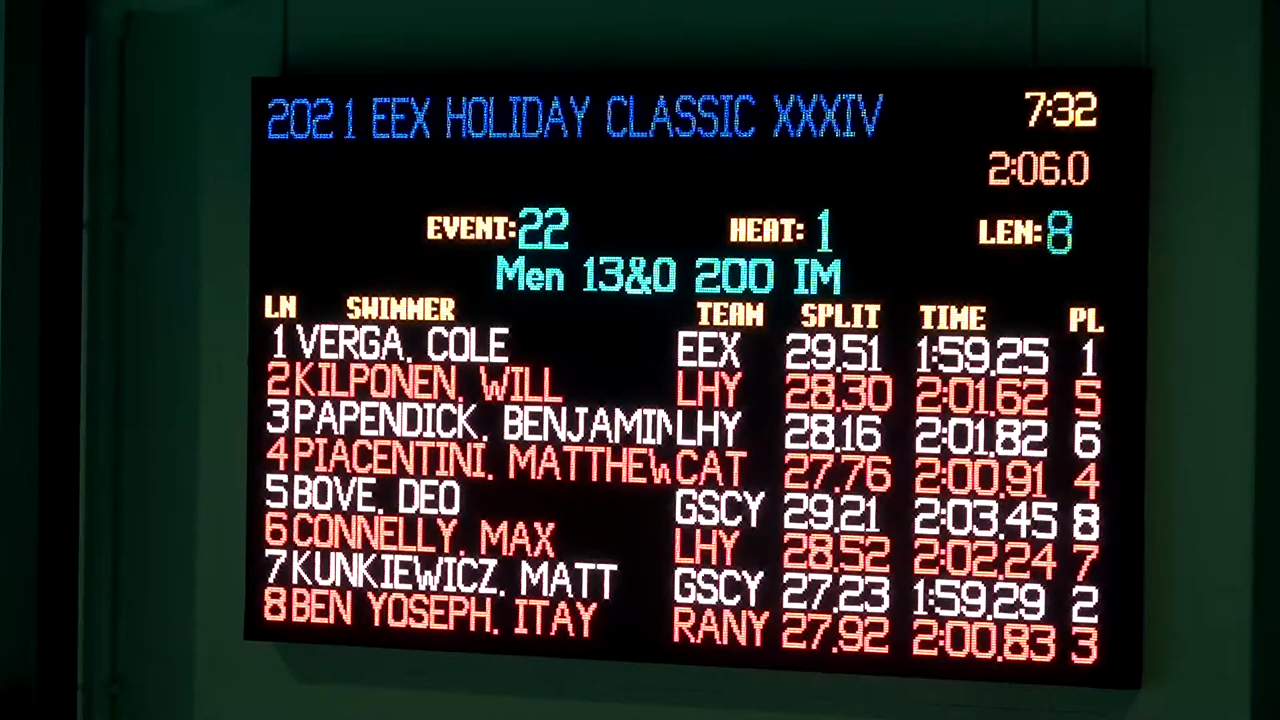 2021 EEX HOLIDAY CLASSIC XXXIV 7:32
2:06.0
EVENT:22 HEAT: 1 LEN:8
Men 13&O 200 IM
LN SWIMMER TEAM SPLIT TIME PL
1 VERGA, COLE EEX 29.51 1:59.25 1
2 KILPONEN, WILL LHY 28.30 2:01.62 5
3 PAPENDICK, BENJAMIN LHY 28.16 2:01.82 6
4 PIACENTINI, MATTHEW CAT 27.76 2:00.91 4
5 BOVE, DEO GSCY 29.21 2:03.45 8
6 CONNELLY, MAX LHY 28.52 2:02.24 7
7 KUNKIEWICZ, MATT GSCY 27.23 1:59.29 2
8 BEN YOSEPH, ITAY RANY 27.92 2:00.83 3